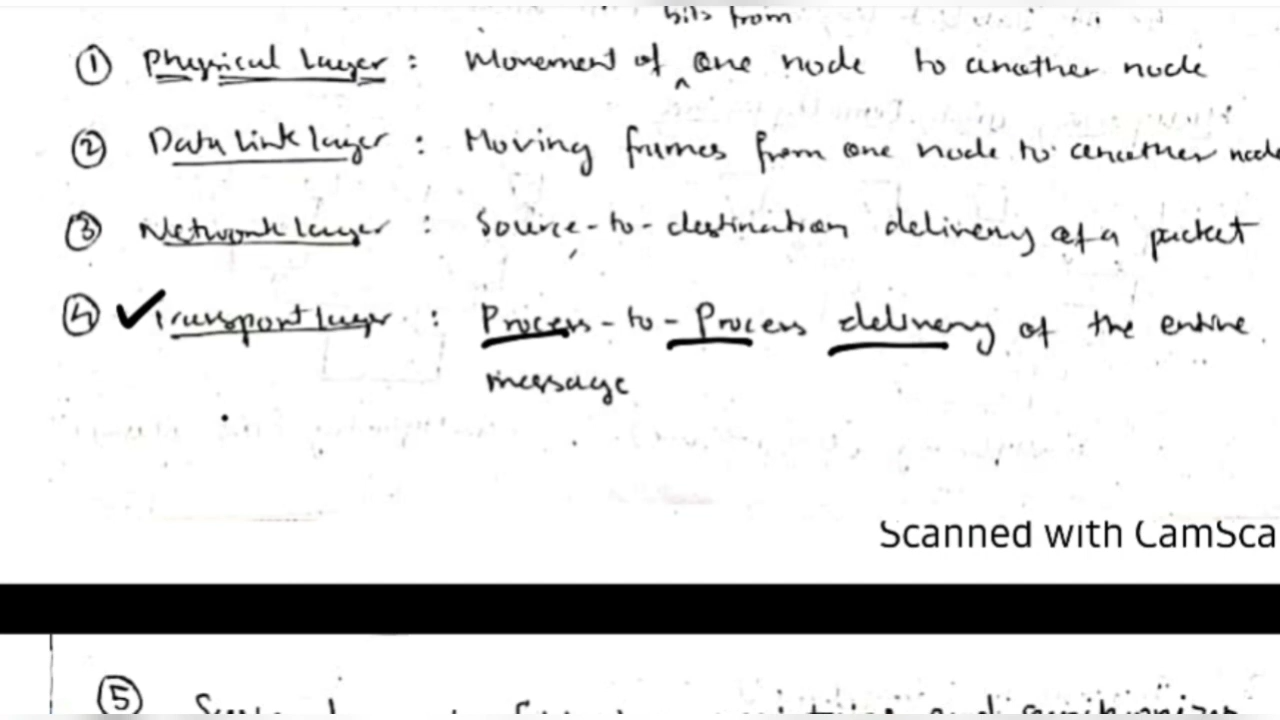 bits from
① Physical Layer : Movement of ^ one node to another node
② Data Link layer : Moving frames from one node to another node
③ Network layer : Source-to-destination delivery of a packet
④ ✓Transport layer : Process-to-Process delivery of the entire
message
Scanned with CamSca
⑤